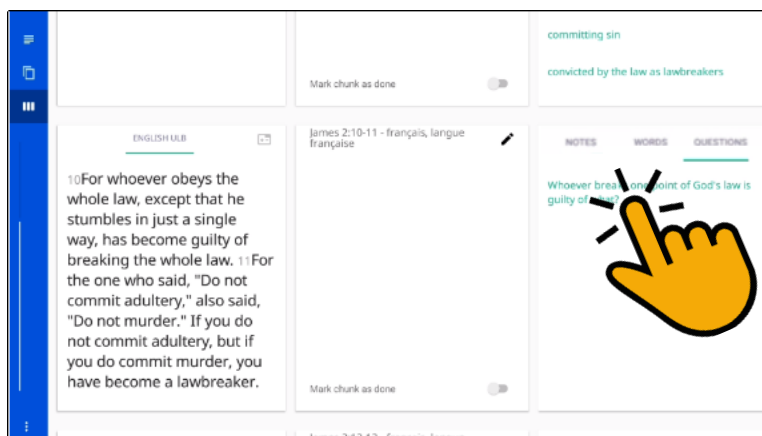 committing sin
convicted by the law as lawbreakers
Mark chunk as done
ENGLISH ULB
10For whoever obeys the
whole law, except that he
stumbles in just a single
way, has become guilty of
breaking the whole law. 11For
the one who said, "Do not
commit adultery," also said,
"Do not murder." If you do
not commit adultery, but if
you do commit murder, you
have become a lawbreaker.
James 2:10-11 - français, langue
française
Mark chunk as done
NOTES WORDS QUESTIONS
Whoever one point of God's law is
guilty of